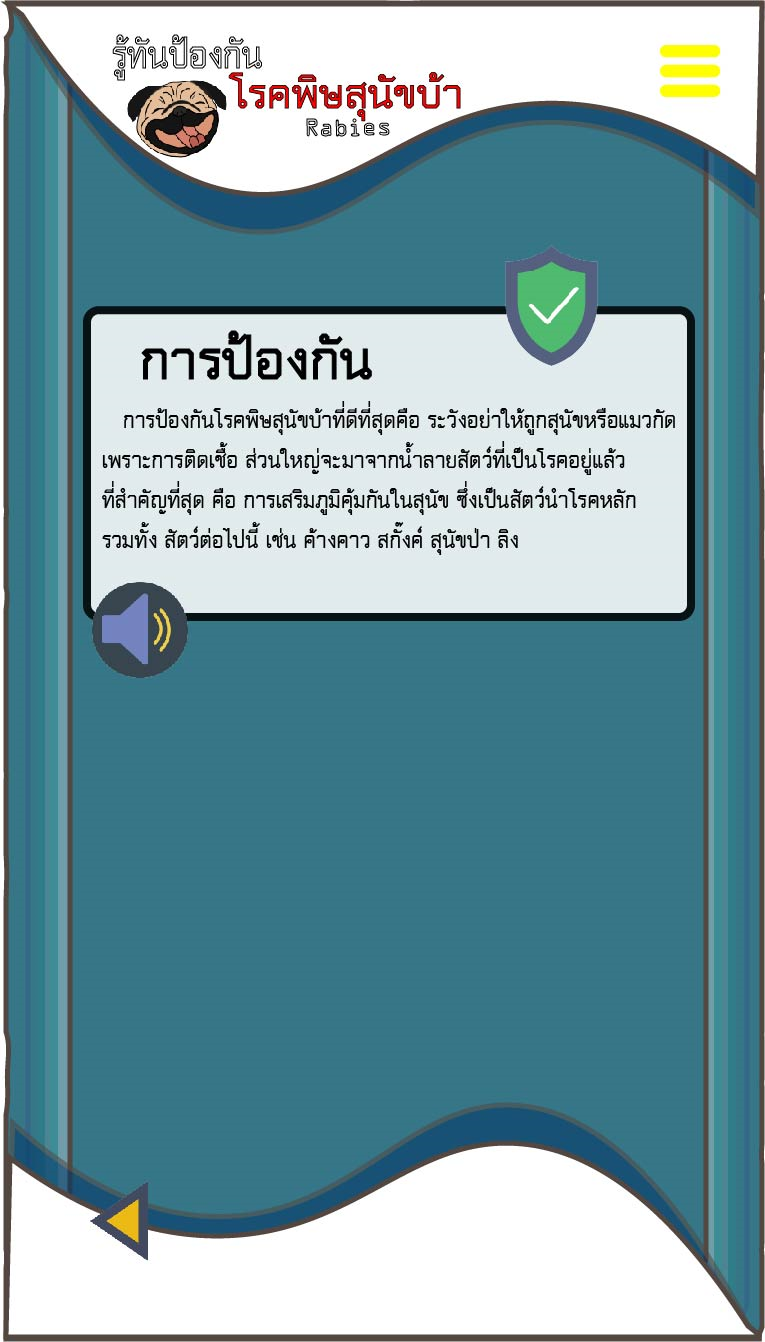 รู้ทันป้องกัน
โรคพิษสุนัขบ้า
Rabies
การป้องกัน
การป้องกันโรคพิษสุนัขบ้าที่ดีที่สุดคือ ระวังอย่าให้ถูกสุนัขหรือแมวกัด
เพราะการติดเชื้อ ส่วนใหญ่จะมาจากน้ำลายสัตว์ที่เป็นโรคอยู่แล้ว
ที่สำคัญที่สุด คือ การเสริมภูมิคุ้มกันในสุนัข ซึ่งเป็นสัตว์นำโรคหลัก
รวมทั้ง สัตว์ต่อไปนี้ เช่น ค้างคาว สกั๊งค์ สุนัขป่า ลิง